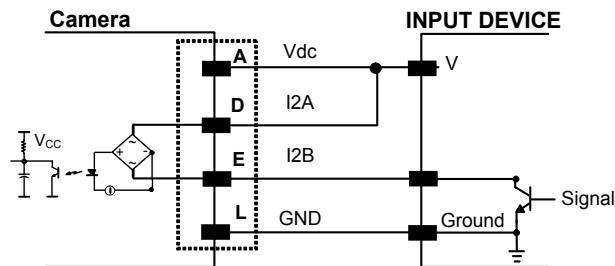 Camera
INPUT DEVICE
A
Vdc
V
D
I2A
VCC
+
~
-
~
E
I2B
Signal
L
GND
Ground